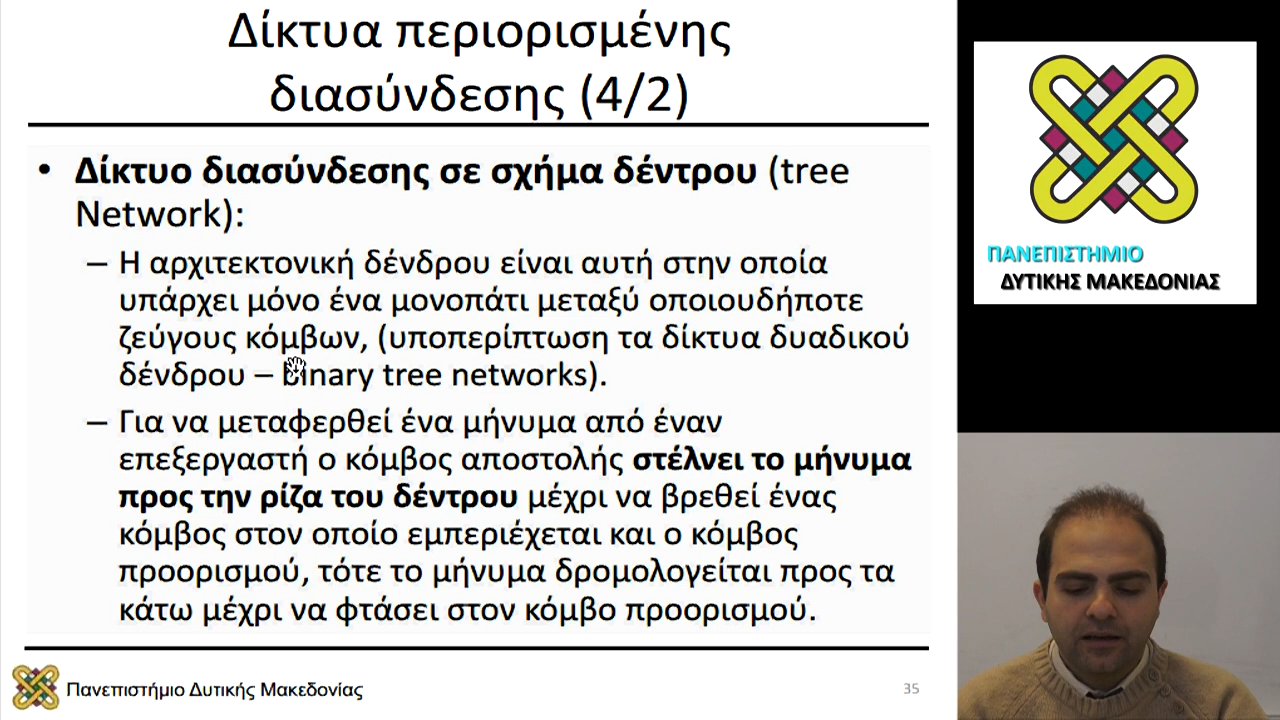 Δίκτυα περιορισμένης
διασύνδεσης (4/2)
• Δίκτυο διασύνδεσης σε σχήμα δέντρου (tree
Network):
– Η αρχιτεκτονική δένδρου είναι αυτή στην οποία
υπάρχει μόνο ένα μονοπάτι μεταξύ οποιουδήποτε
ζεύγους κόμβων, (υποπερίπτωση τα δίκτυα δυαδικού
δένδρου – binary tree networks).
– Για να μεταφερθεί ένα μήνυμα από έναν
επεξεργαστή ο κόμβος αποστολής στέλνει το μήνυμα
προς την ρίζα του δέντρου μέχρι να βρεθεί ένας
κόμβος στον οποίο εμπεριέχεται και ο κόμβος
προορισμού, τότε το μήνυμα δρομολογείται προς τα
κάτω μέχρι να φτάσει στον κόμβο προορισμού.
Πανεπιστήμιο Δυτικής Μακεδονίας
35
ΠΑΝΕΠΙΣΤΗΜΙΟ
ΔΥΤΙΚΗΣ ΜΑΚΕΔΟΝΙΑΣ